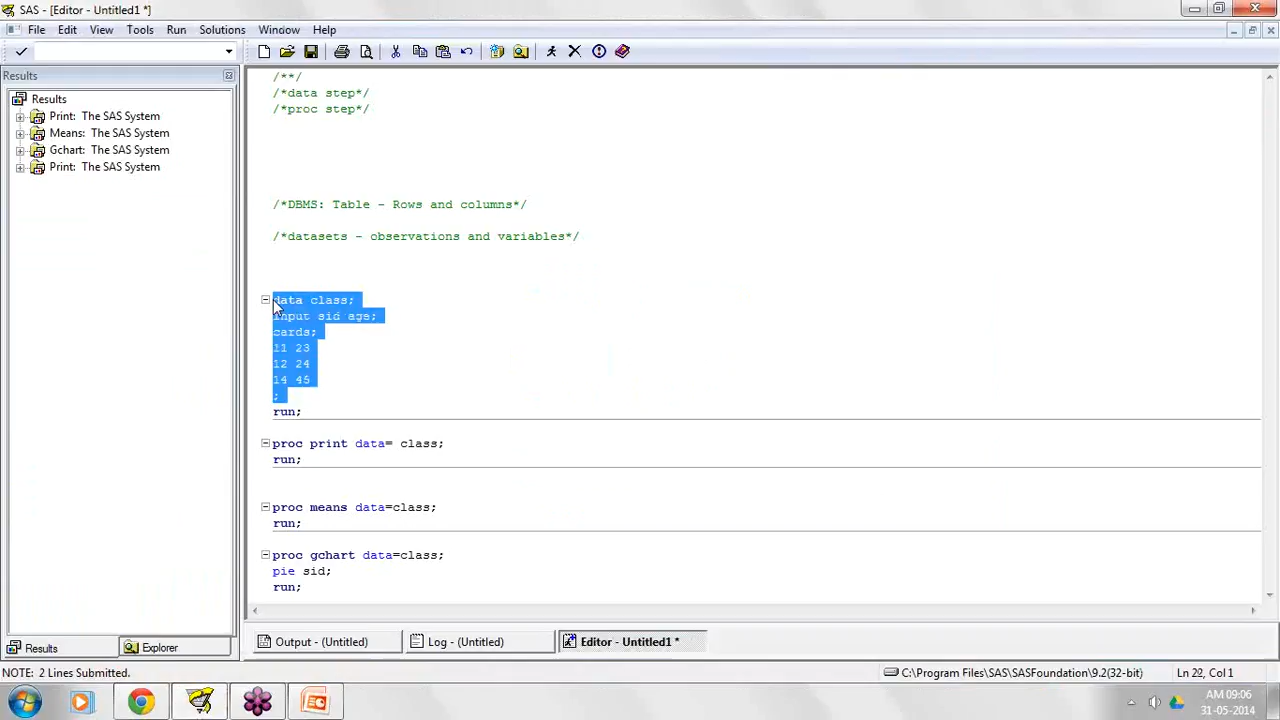 SAS - [Editor - Untitled1 *]
File Edit View Tools Run Solutions Window Help
Results
Results
Print: The SAS System
Means: The SAS System
Gchart: The SAS System
Print: The SAS System
/**/
/*data step*/
/*proc step*/
/*DBMS: Table - Rows and columns*/
/*datasets - observations and variables*/
data class;
input sid age;
cards;
11 23
12 24
14 45
;
run;
proc print data= class;
run;
proc means data=class;
run;
proc gchart data=class;
pie sid;
run;
Results Explorer
Output - (Untitled) Log - (Untitled) Editor - Untitled1 *
NOTE: 2 Lines Submitted. C:\Program Files\SAS\SASFoundation\9.2(32-bit) Ln 22, Col 1
AM 09:06
31-05-2014